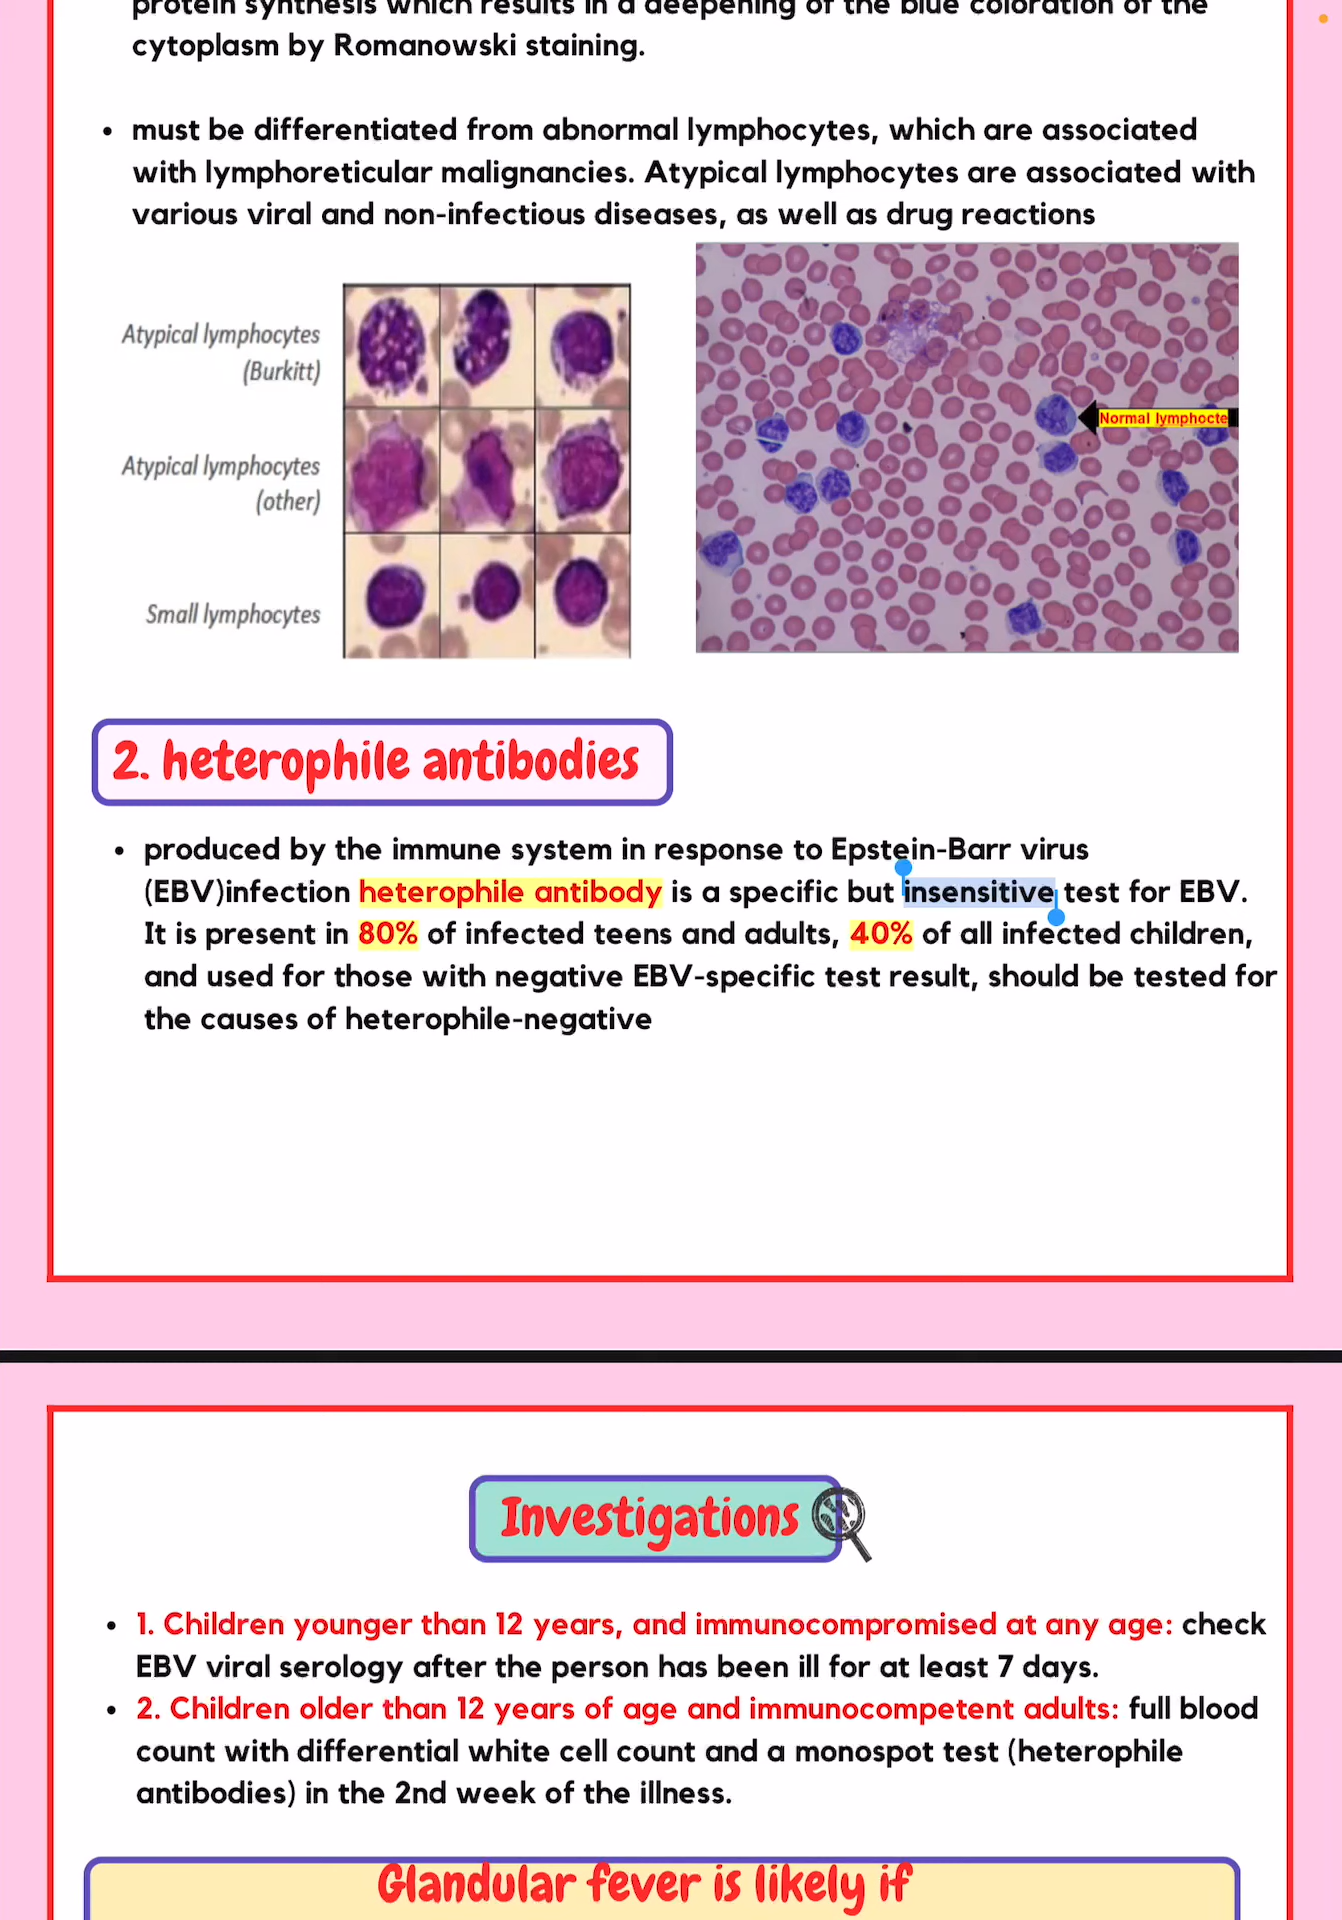 protein synthesis which results in a deepening of the blue coloration of the
cytoplasm by Romanowski staining.
• must be differentiated from abnormal lymphocytes, which are associated
with lymphoreticular malignancies. Atypical lymphocytes are associated with
various viral and non-infectious diseases, as well as drug reactions
Atypical lymphocytes
(Burkitt)
Atypical lymphocytes
(other)
Small lymphocytes
Normal lymphocte
2. heterophile antibodies
• produced by the immune system in response to Epstein-Barr virus
(EBV)infection heterophile antibody is a specific but insensitive test for EBV.
It is present in 80% of infected teens and adults, 40% of all infected children,
and used for those with negative EBV-specific test result, should be tested for
the causes of heterophile-negative
Investigations
• 1. Children younger than 12 years, and immunocompromised at any age: check
EBV viral serology after the person has been ill for at least 7 days.
• 2. Children older than 12 years of age and immunocompetent adults: full blood
count with differential white cell count and a monospot test (heterophile
antibodies) in the 2nd week of the illness.
Glandular fever is likely if